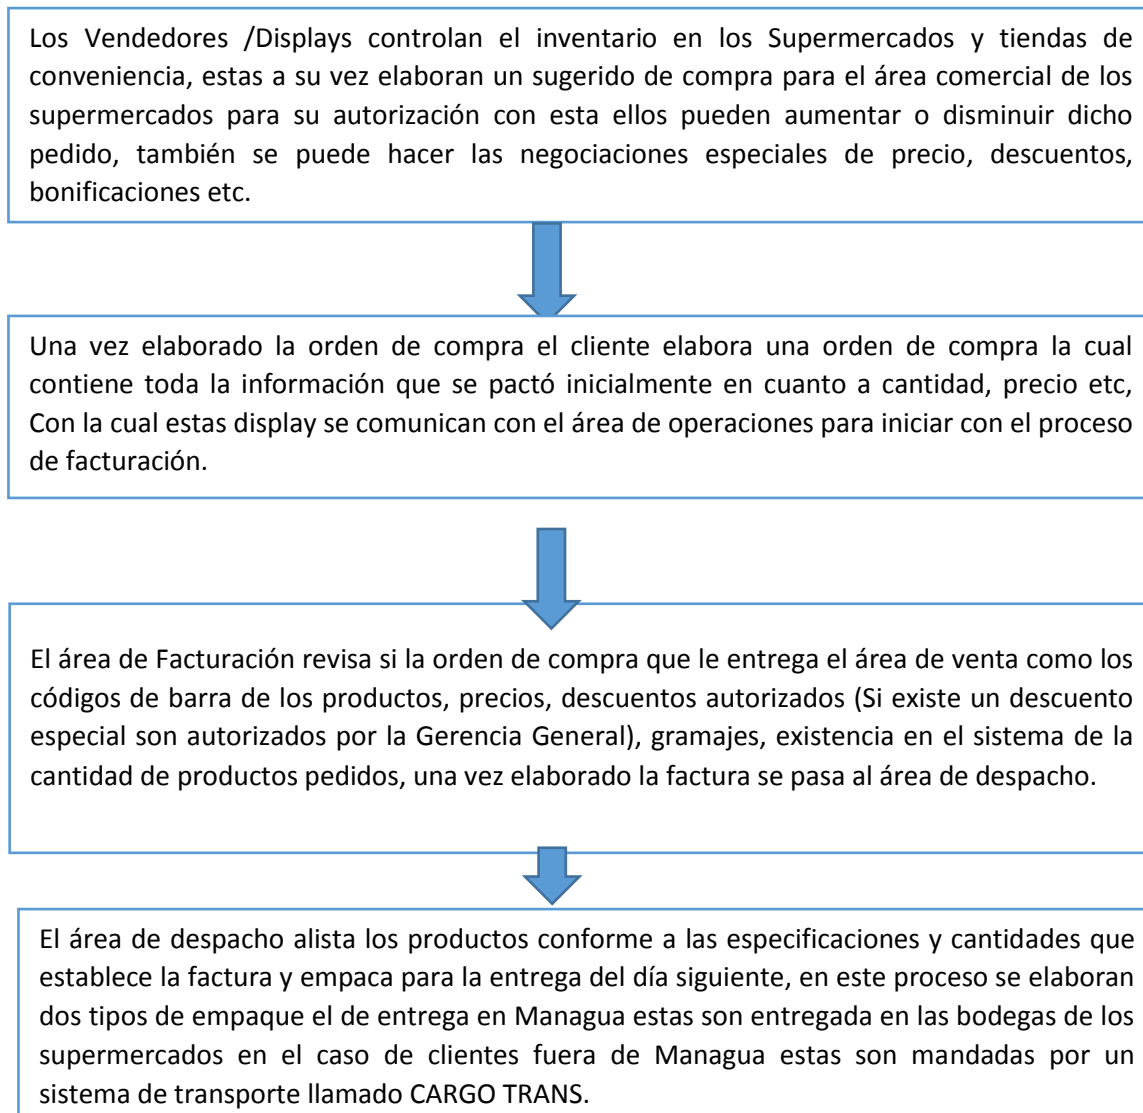 Los Vendedores /Displays controlan el inventario en los Supermercados y tiendas de
conveniencia, estas a su vez elaboran un sugerido de compra para el área comercial de los
supermercados para su autorización con esta ellos pueden aumentar o disminuir dicho
pedido, también se puede hacer las negociaciones especiales de precio, descuentos,
bonificaciones etc.
Una vez elaborado la orden de compra el cliente elabora una orden de compra la cual
contiene toda la información que se pactó inicialmente en cuanto a cantidad, precio etc,
Con la cual estas display se comunican con el área de operaciones para iniciar con el proceso
de facturación.
El área de Facturación revisa si la orden de compra que le entrega el área de venta como los
códigos de barra de los productos, precios, descuentos autorizados (Si existe un descuento
especial son autorizados por la Gerencia General), gramajes, existencia en el sistema de la
cantidad de productos pedidos, una vez elaborado la factura se pasa al área de despacho.
El área de despacho alista los productos conforme a las especificaciones y cantidades que
establece la factura y empaca para la entrega del día siguiente, en este proceso se elaboran
dos tipos de empaque el de entrega en Managua estas son entregada en las bodegas de los
supermercados en el caso de clientes fuera de Managua estas son mandadas por un
sistema de transporte llamado CARGO TRANS.